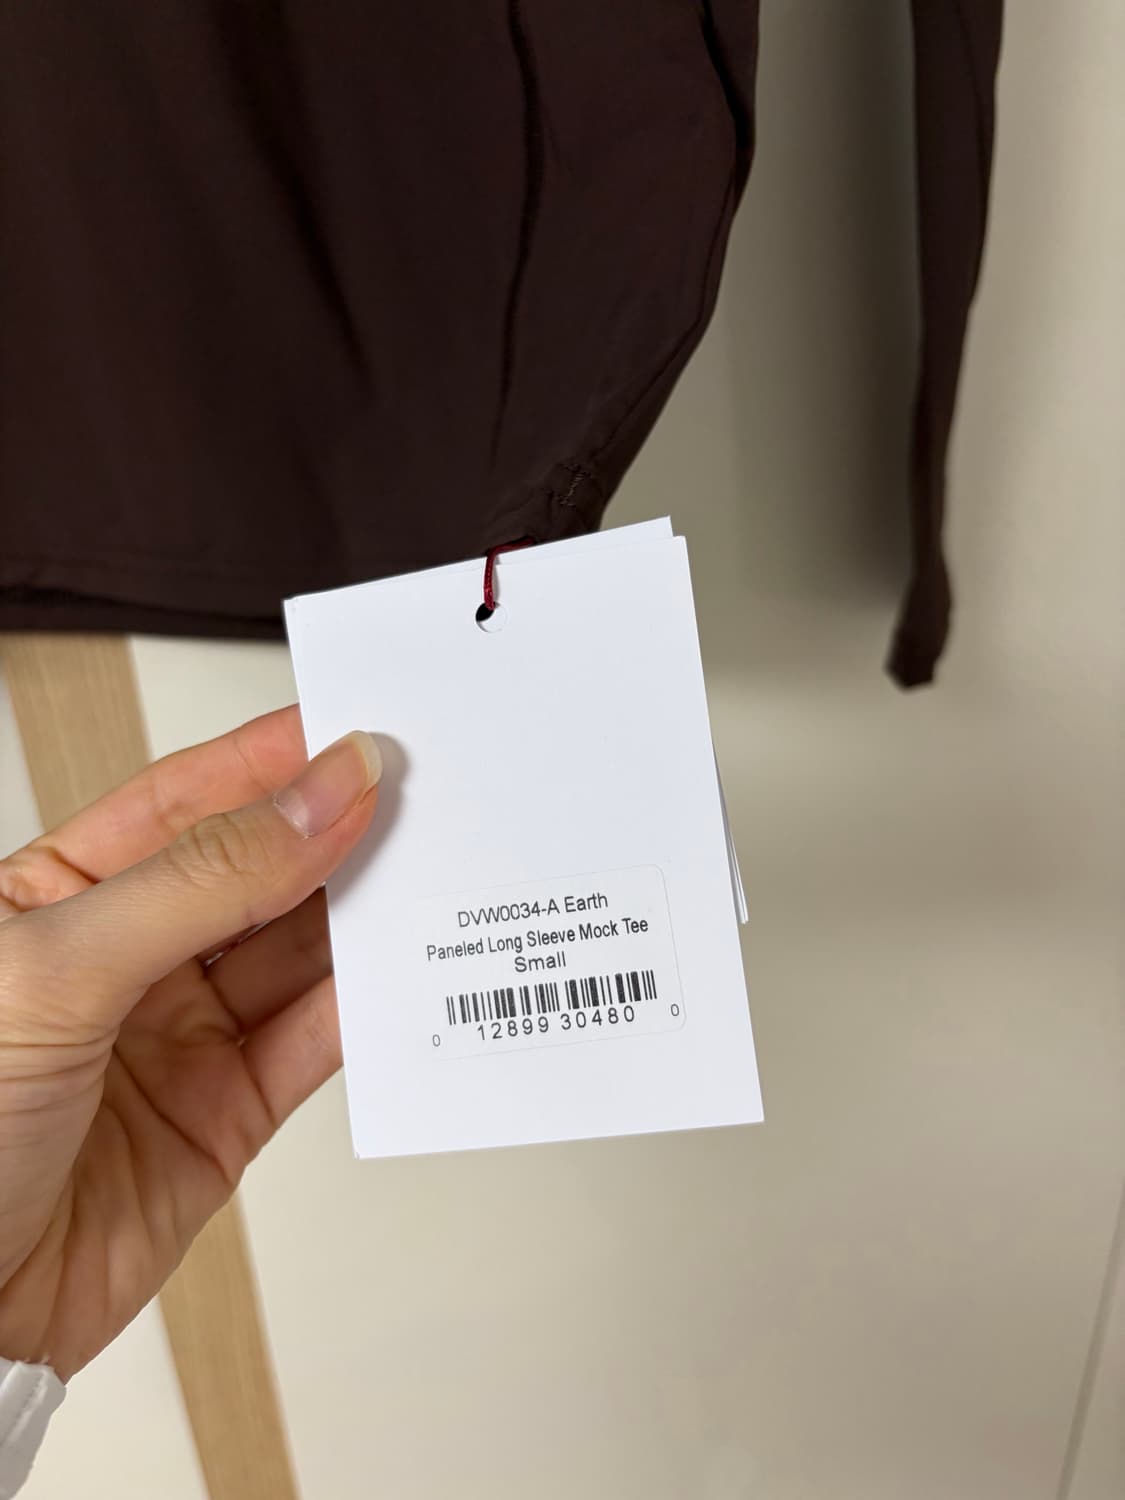 DVW0034-A Earth
Paneled Long Sleeve Mock Tee
Small
0 12899 30480 0